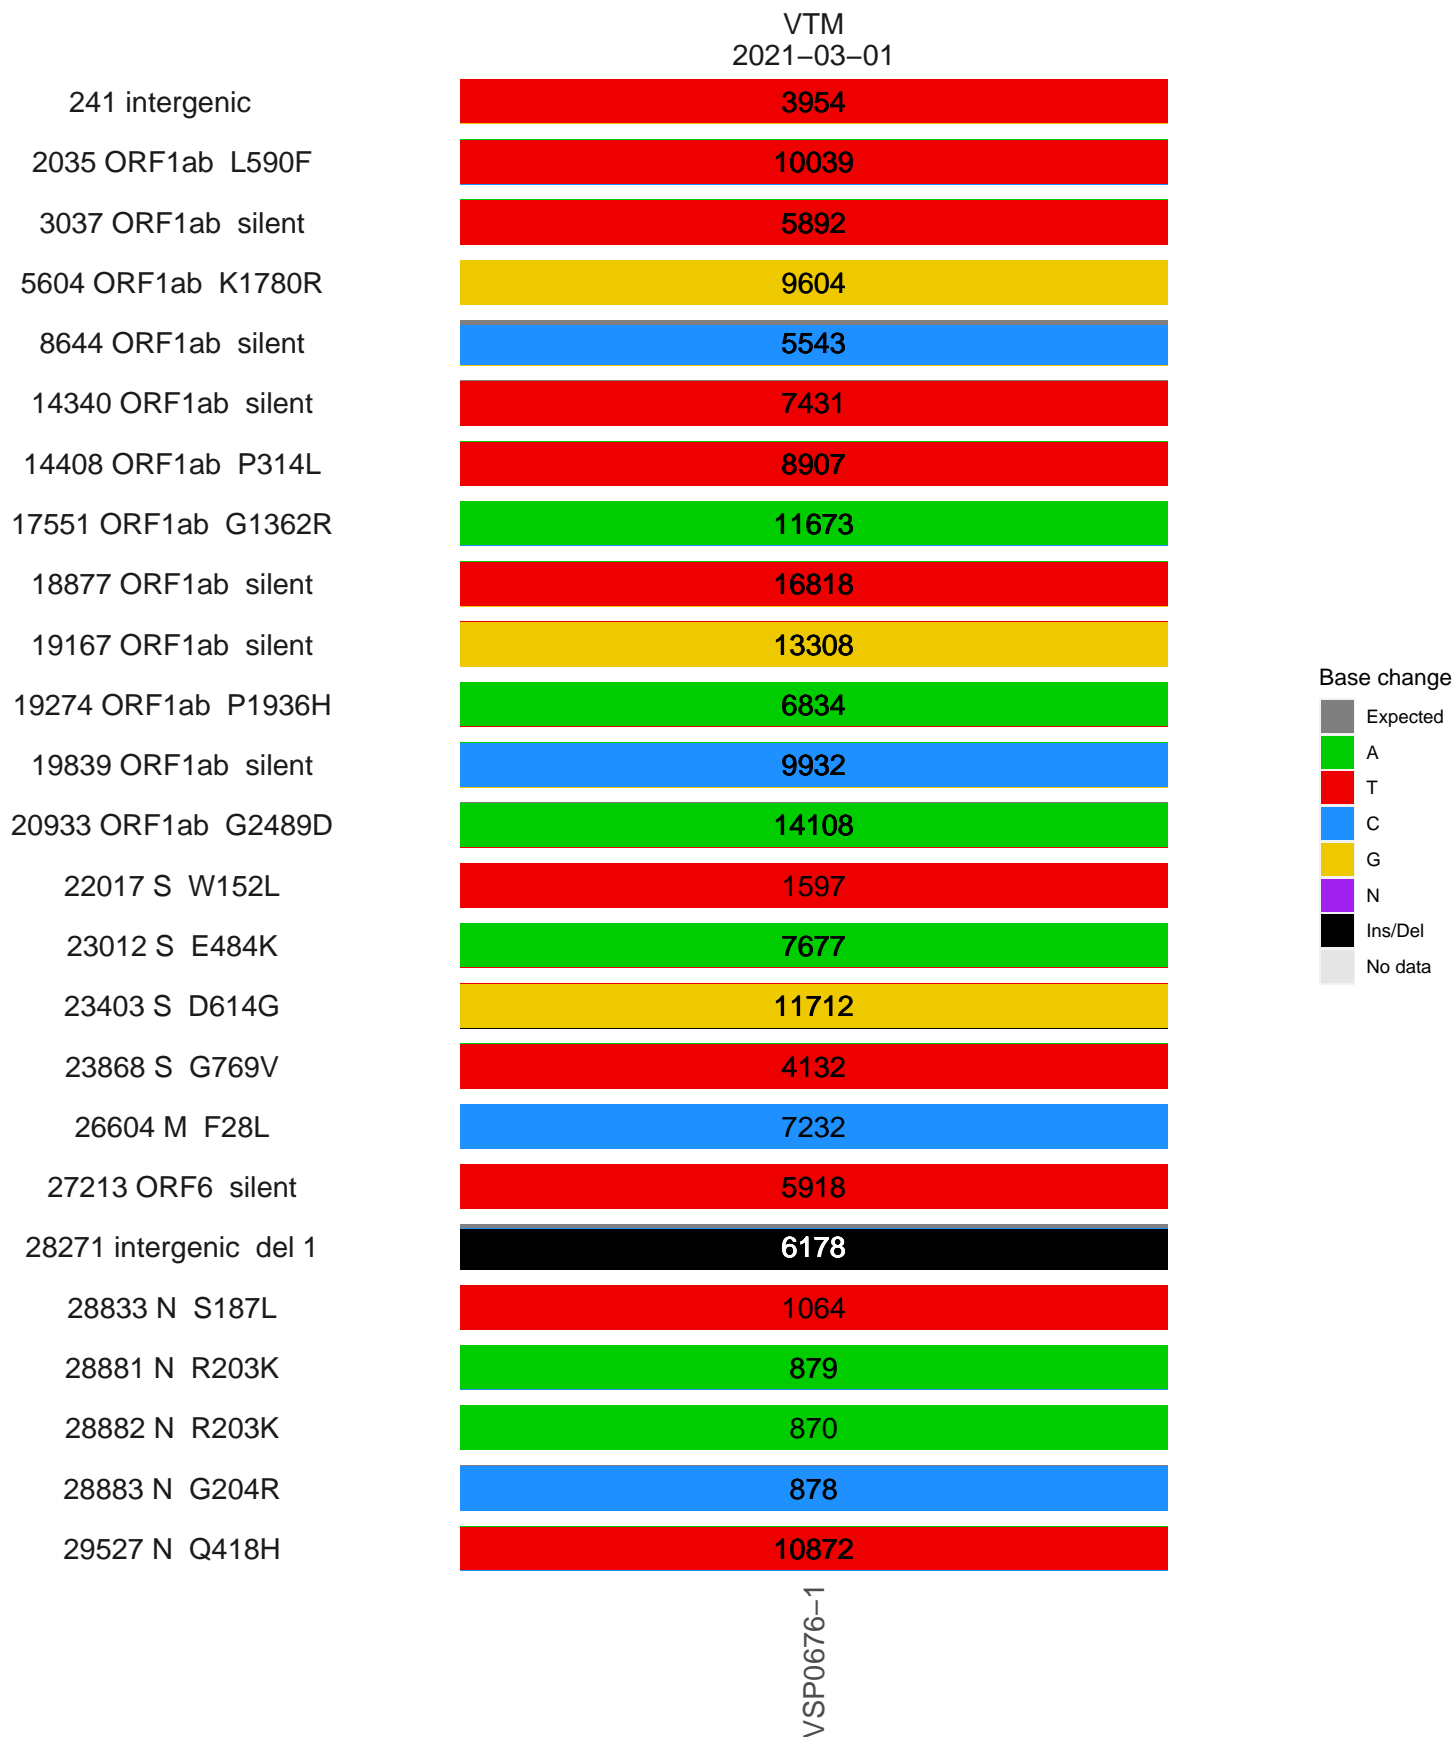 VTM
2021−03−01
241 intergenic 3954
2035 ORF1ab L590F 10039
3037 ORF1ab silent 5892
5604 ORF1ab K1780R 9604
8644 ORF1ab silent 5543
14340 ORF1ab silent 7431
14408 ORF1ab P314L 8907
17551 ORF1ab G1362R 11673
18877 ORF1ab silent 16818
19167 ORF1ab silent 13308
19274 ORF1ab P1936H 6834
19839 ORF1ab silent 9932
20933 ORF1ab G2489D 14108
22017 S W152L 1597
23012 S E484K 7677
23403 S D614G 11712
23868 S G769V 4132
26604 M F28L 7232
27213 ORF6 silent 5918
28271 intergenic del 1 6178
28833 N S187L 1064
28881 N R203K 879
28882 N R203K 870
28883 N G204R 878
29527 N Q418H 10872
VSP0676−1
Base change
Expected
A
T
C
G
N
Ins/Del
No data